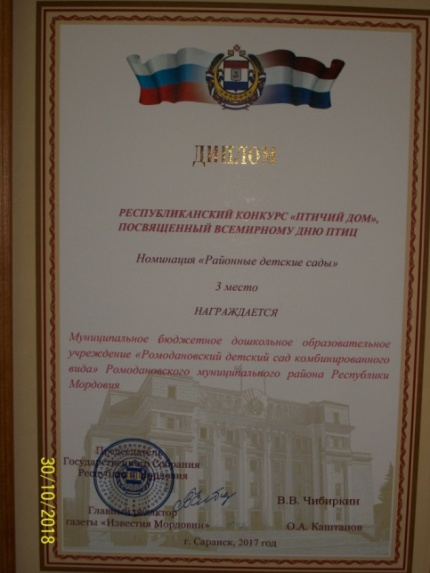 ДИПЛОМ
РЕСПУБЛИКАНСКИЙ КОНКУРС «ПТИЧИЙ ДОМ»,
ПОСВЯЩЕННЫЙ ВСЕМИРНОМУ ДНЮ ПТИЦ
Номинация «Районные детские сады»
3 место
НАГРАЖДАЕТСЯ
Муниципальное бюджетное дошкольное образовательное
учреждение «Ромодановский детский сад комбинированного
вида» Ромодановского муниципального района Республики
Мордовия
Председатель
Государственного Собрания
Республики Мордовия
В.В. Чибиркин
Главный редактор
газеты «Известия Мордовии»
О.А. Каштанов
г. Саранск, 2017 год
30/10/2018